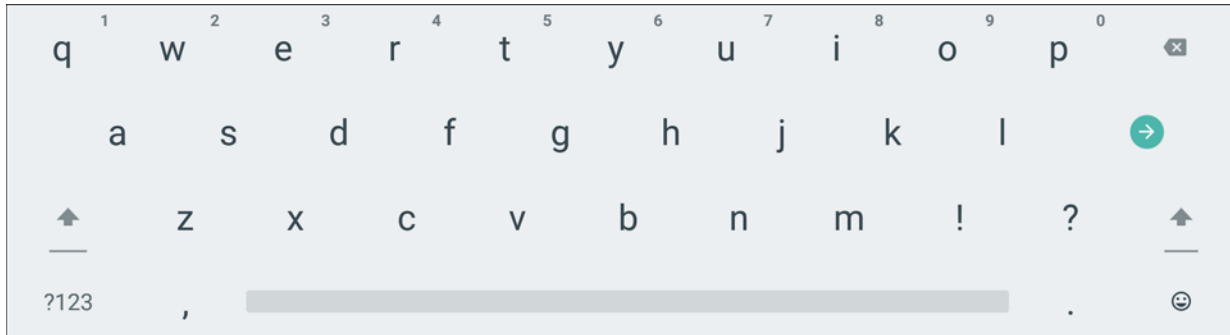 1 2 3 4 5 6 7 8 9 0
q w e r t y u i o p
a s d f g h j k l
z x c v b n m ! ?
?123 , .